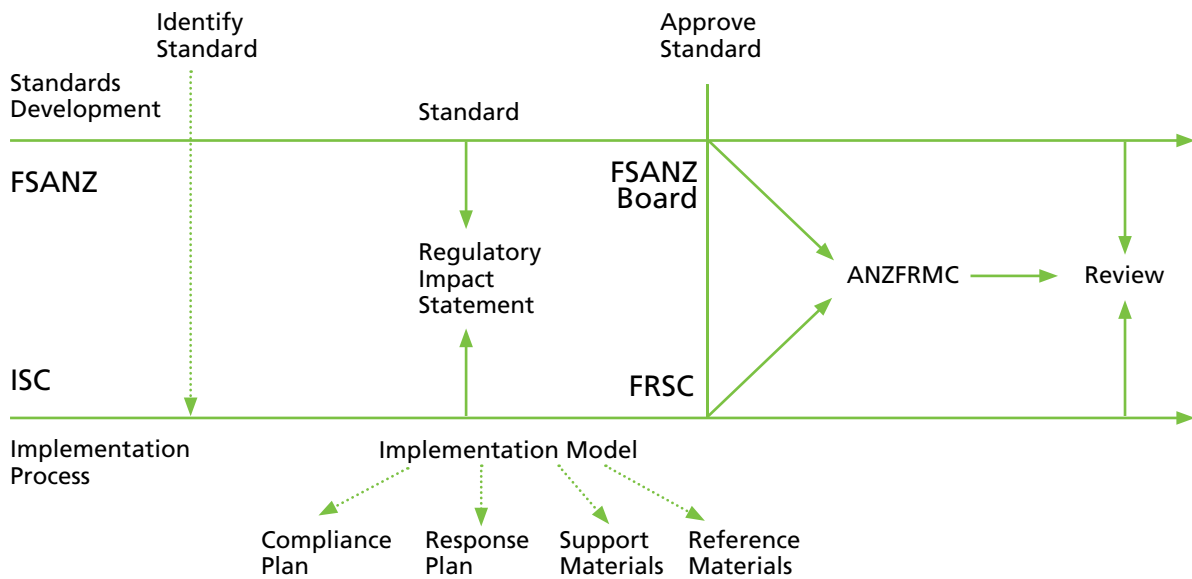 Identify
Standard
Approve
Standard
Standards
Development
Standard
FSANZ
FSANZ
Board
Regulatory
Impact
Statement
ANZFRMC
Review
ISC
FRSC
Implementation
Process
Implementation Model
Compliance
Plan
Response
Plan
Support
Materials
Reference
Materials